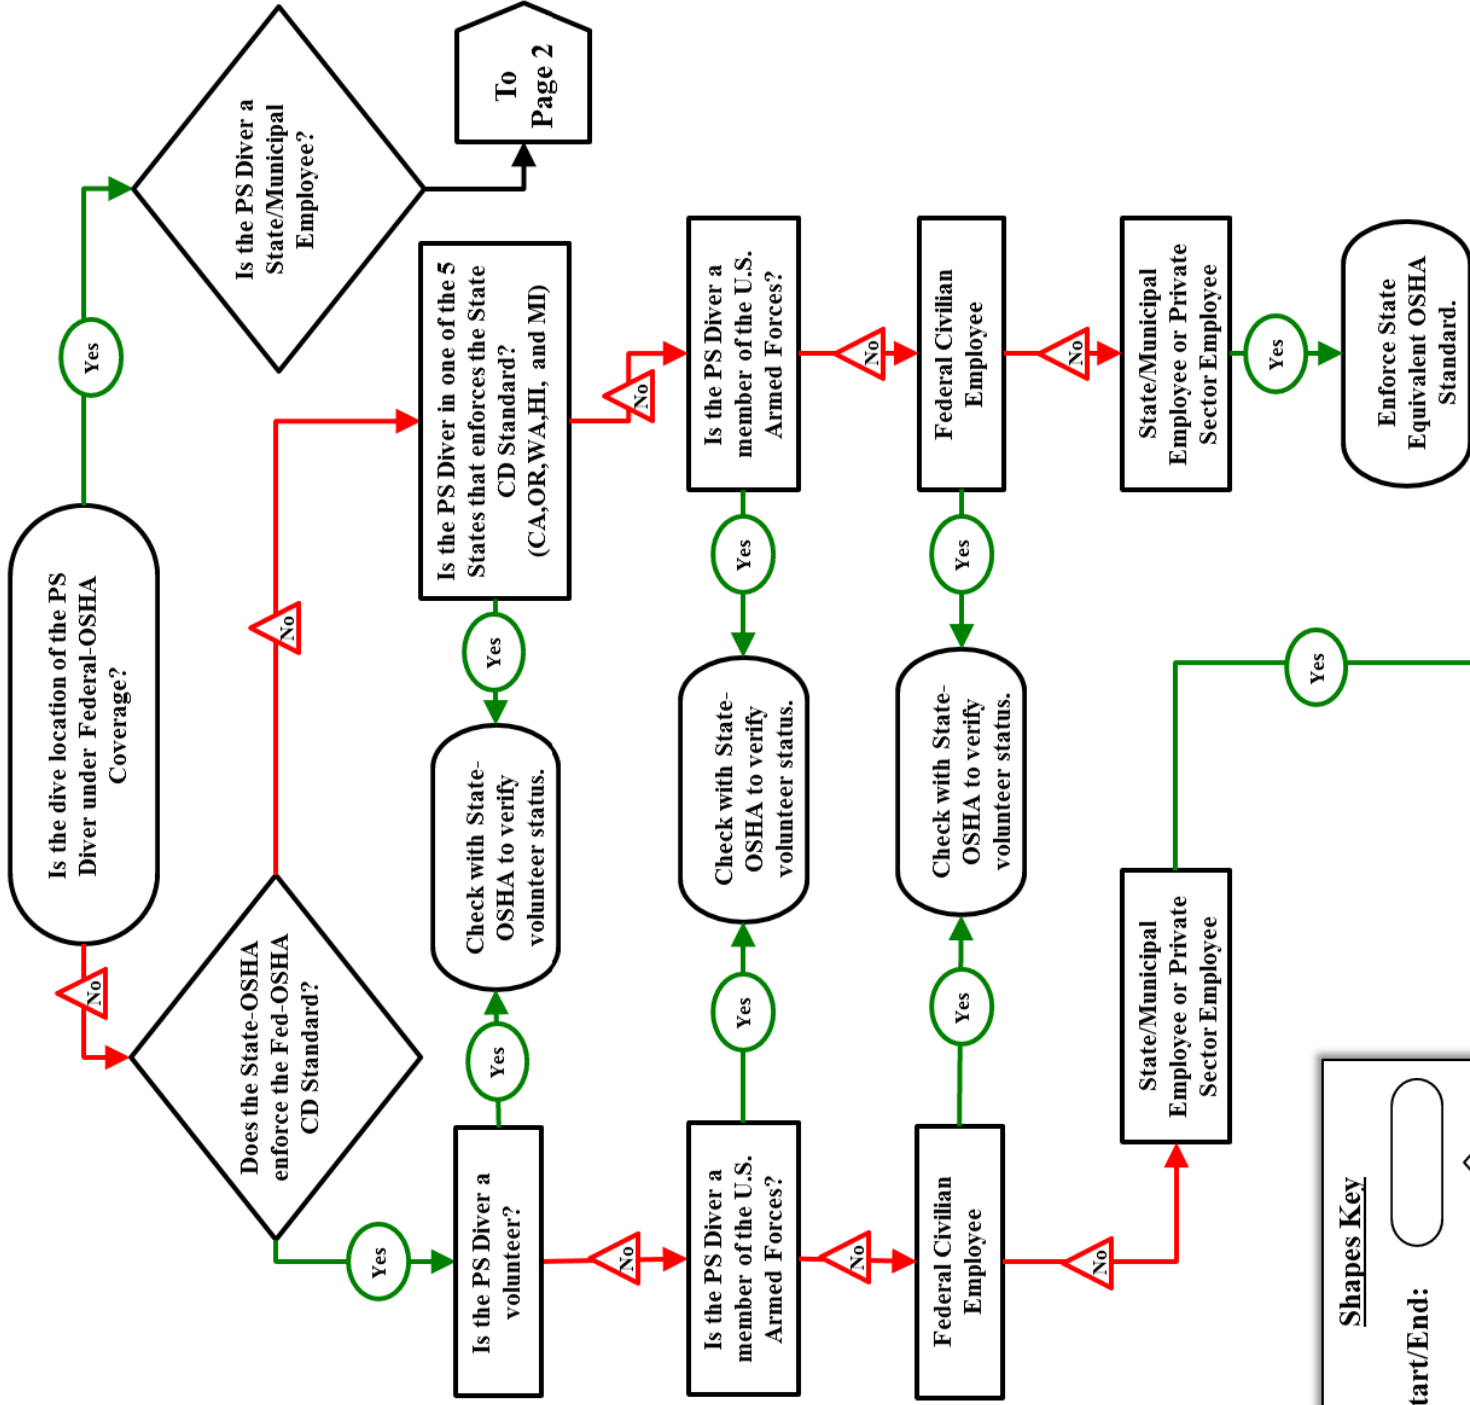 Is the dive location of the PS
Diver under Federal-OSHA
Coverage?
Yes
Is the PS Diver a
State/Municipal
Employee?
To
Page 2
No
Does the State-OSHA
enforce the Fed-OSHA
CD Standard?
No
Is the PS Diver in one of the 5
States that enforces the State
CD Standard?
(CA,OR,WA,HI, and MI)
Yes
Is the PS Diver a
volunteer?
Yes
Check with State-
OSHA to verify
volunteer status.
Yes
No
No
Is the PS Diver a
member of the U.S.
Armed Forces?
Yes
Check with State-
OSHA to verify
volunteer status.
Yes
Is the PS Diver a
member of the U.S.
Armed Forces?
No
No
Federal Civilian
Employee
Yes
Check with State-
OSHA to verify
volunteer status.
Yes
Federal Civilian
Employee
No
No
State/Municipal
Employee or Private
Sector Employee
Yes
State/Municipal
Employee or Private
Sector Employee
Yes
Enforce State
Equivalent OSHA
Standard.
Shapes Key
tart/End: